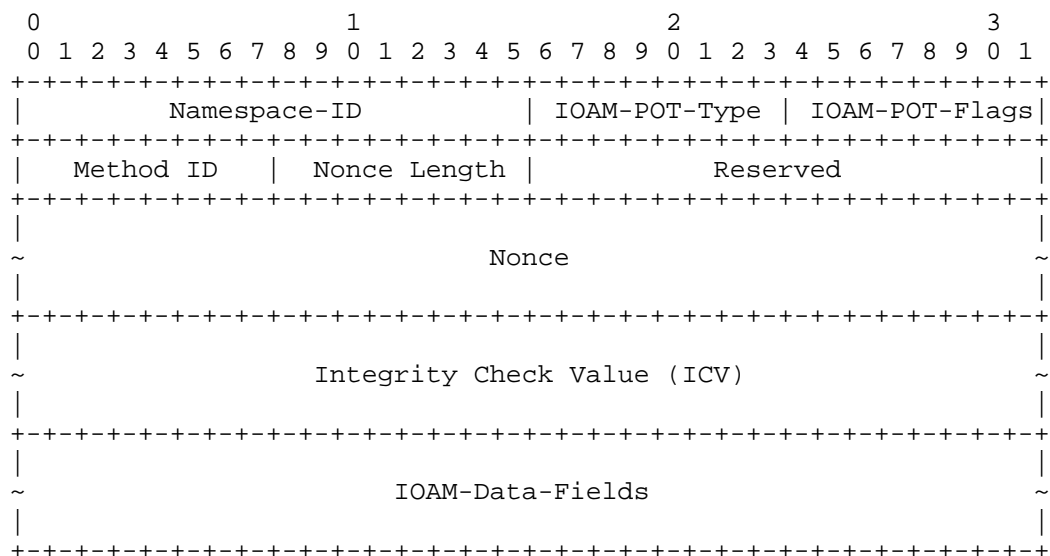 0                   1                   2                   3
 0 1 2 3 4 5 6 7 8 9 0 1 2 3 4 5 6 7 8 9 0 1 2 3 4 5 6 7 8 9 0 1
+-+-+-+-+-+-+-+-+-+-+-+-+-+-+-+-+-+-+-+-+-+-+-+-+-+-+-+-+-+-+-+-+
|         Namespace-ID          | IOAM-POT-Type | IOAM-POT-Flags|
+-+-+-+-+-+-+-+-+-+-+-+-+-+-+-+-+-+-+-+-+-+-+-+-+-+-+-+-+-+-+-+-+
|   Method ID   |  Nonce Length |           Reserved            |
+-+-+-+-+-+-+-+-+-+-+-+-+-+-+-+-+-+-+-+-+-+-+-+-+-+-+-+-+-+-+-+-+
|                                                               |
~                             Nonce                             ~
|                                                               |
+-+-+-+-+-+-+-+-+-+-+-+-+-+-+-+-+-+-+-+-+-+-+-+-+-+-+-+-+-+-+-+-+
|                                                               |
~                  Integrity Check Value (ICV)                  ~
|                                                               |
+-+-+-+-+-+-+-+-+-+-+-+-+-+-+-+-+-+-+-+-+-+-+-+-+-+-+-+-+-+-+-+-+
|                                                               |
~                       IOAM-Data-Fields                        ~
|                                                               |
+-+-+-+-+-+-+-+-+-+-+-+-+-+-+-+-+-+-+-+-+-+-+-+-+-+-+-+-+-+-+-+-+